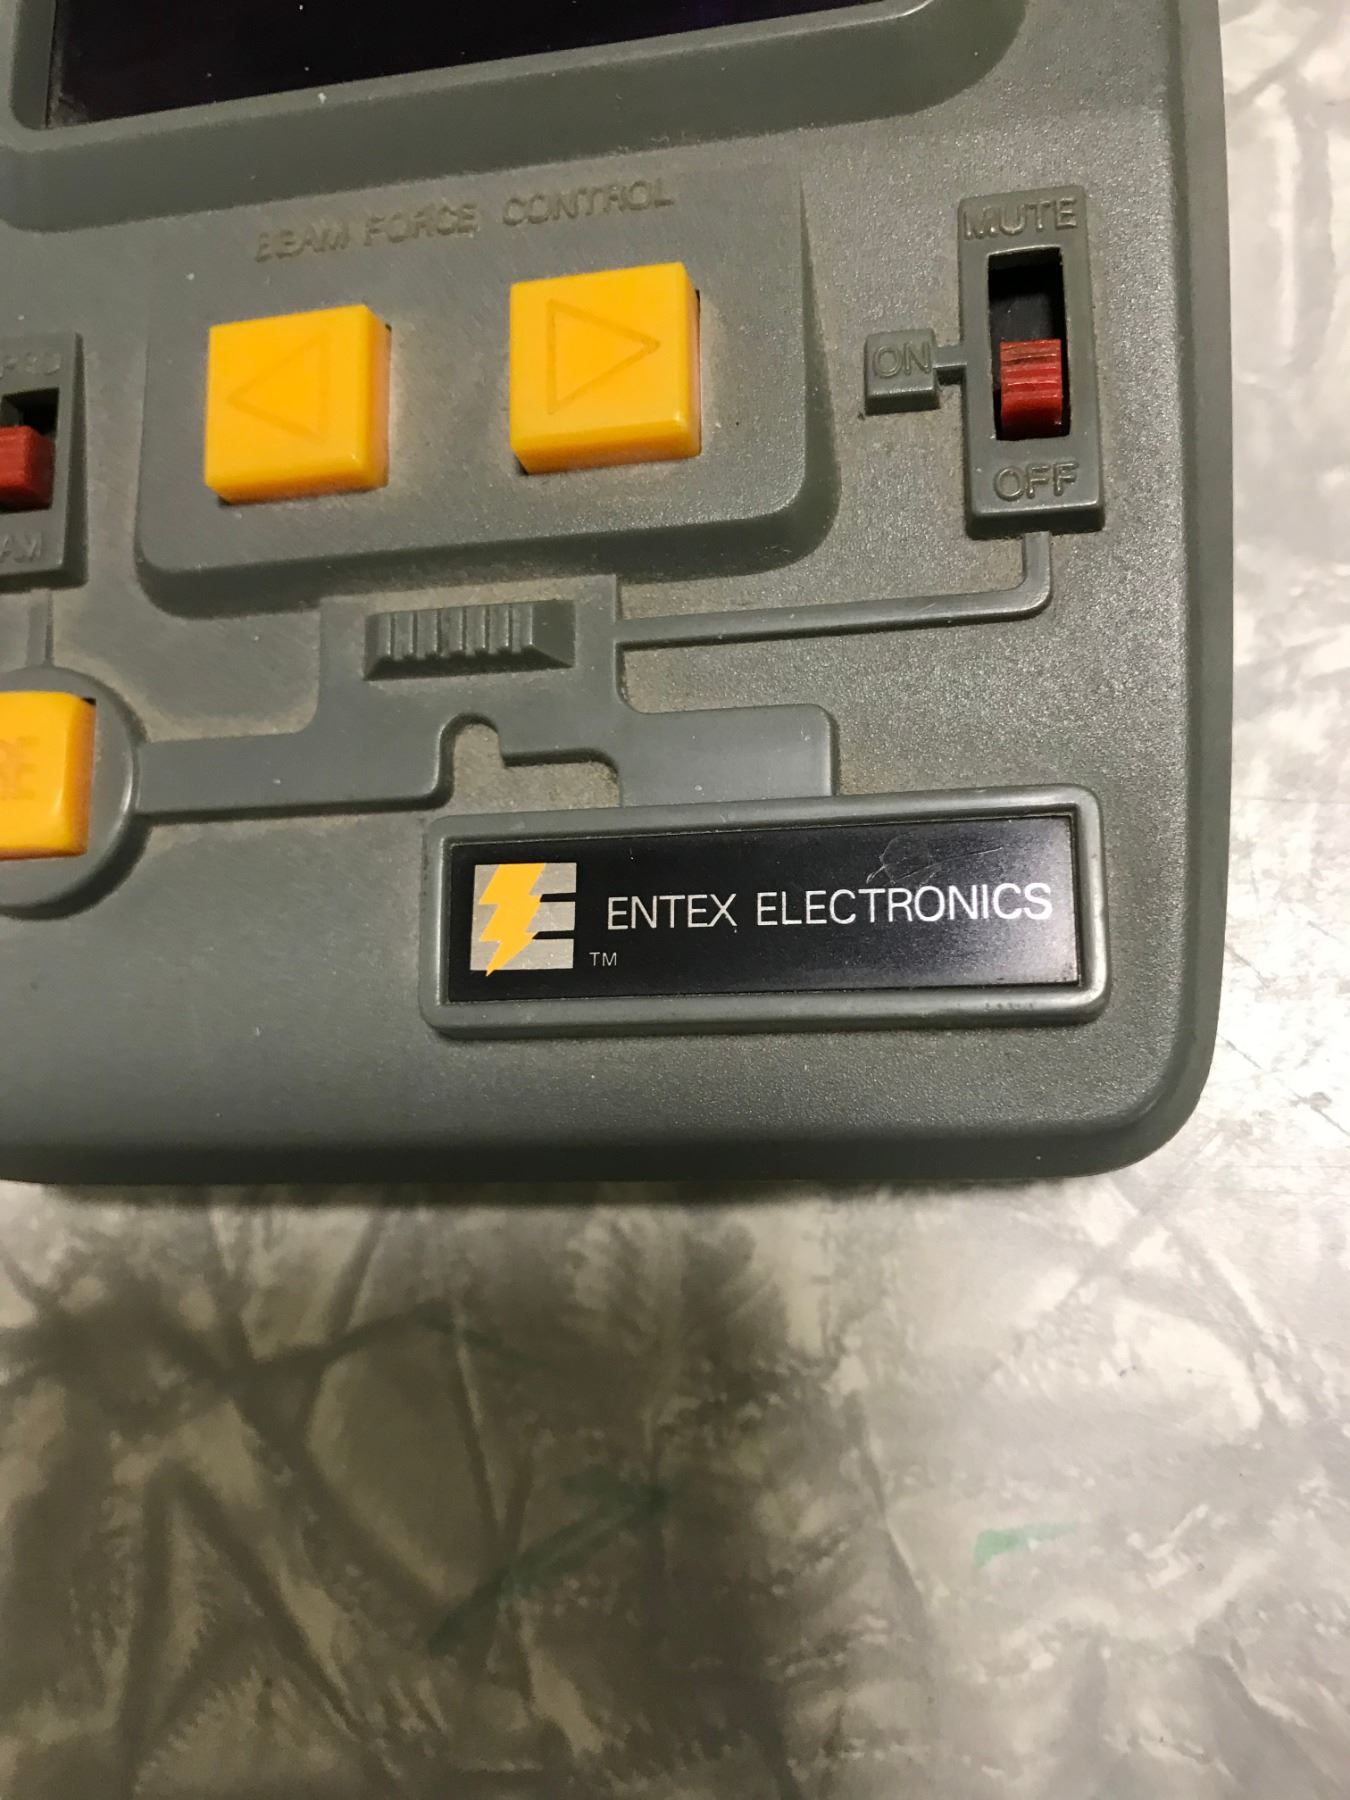 BEAM FORCE CONTROL
MUTE
ON
OFF
ENTEX ELECTRONICS
TM